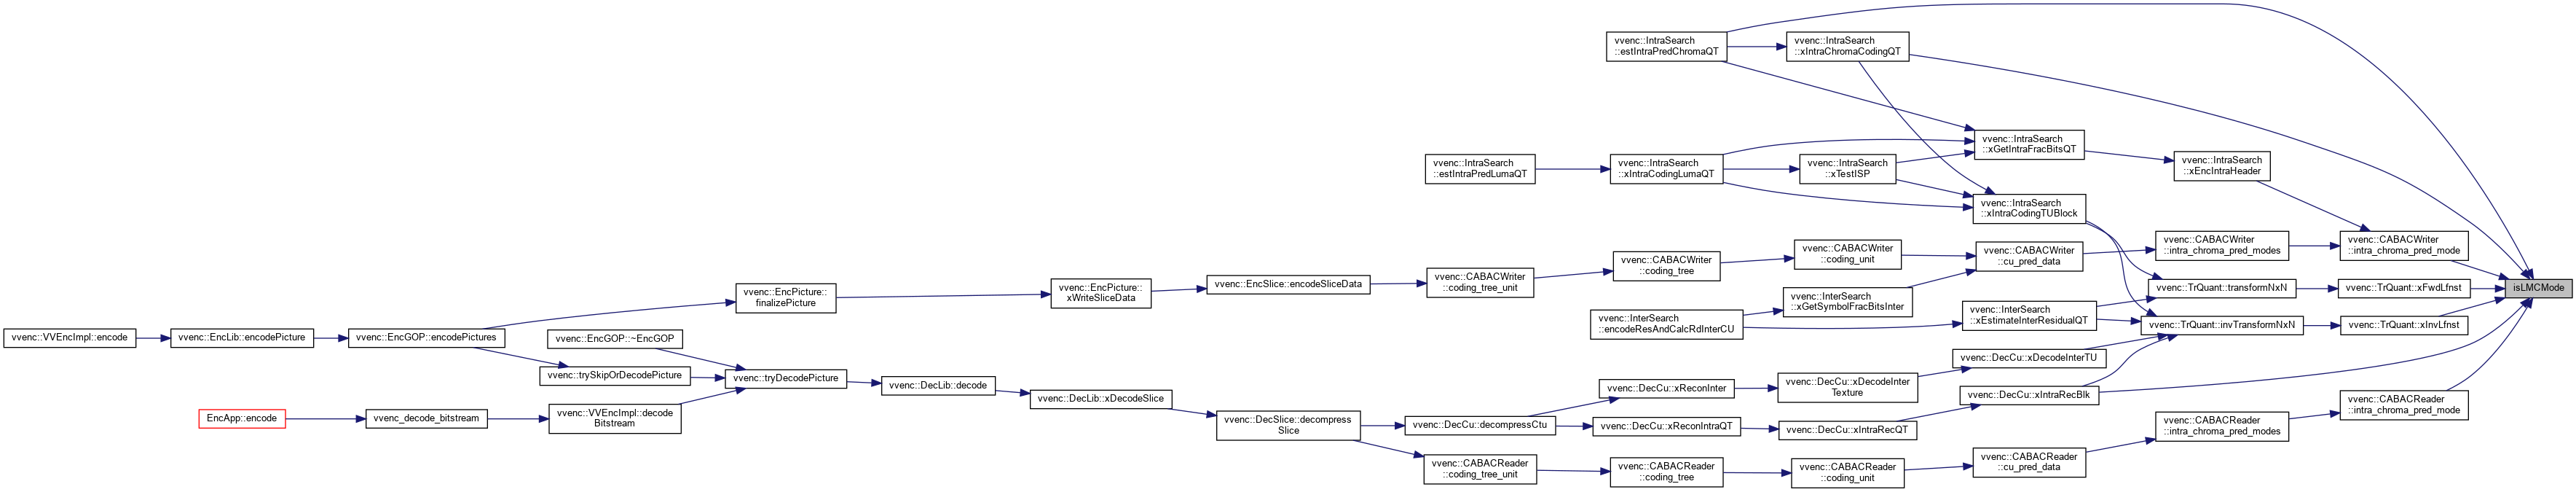 vvenc::VVEncImpl::encode
vvenc::EncLib::encodePicture
vvenc::EncGOP::encodePictures
EncApp::encode
vvenc_decode_bitstream
vvenc::EncGOP::~EncGOP
vvenc::trySkipOrDecodePicture
vvenc::VVEncImpl::decode
Bitstream
vvenc::EncPicture::
finalizePicture
vvenc::tryDecodePicture
vvenc::DecLib::decode
vvenc::EncPicture::
xWriteSliceData
vvenc::DecLib::xDecodeSlice
vvenc::EncSlice::encodeSliceData
vvenc::DecSlice::decompress
Slice
vvenc::IntraSearch
::estIntraPredLumaQT
vvenc::CABACWriter
::coding_tree_unit
vvenc::DecCu::decompressCtu
vvenc::CABACReader
::coding_tree_unit
vvenc::IntraSearch
::estIntraPredChromaQT
vvenc::IntraSearch
::xIntraCodingLumaQT
vvenc::CABACWriter
::coding_tree
vvenc::InterSearch
::encodeResAndCalcRdInterCU
vvenc::DecCu::xReconInter
vvenc::DecCu::xReconIntraQT
vvenc::CABACReader
::coding_tree
vvenc::IntraSearch
::xIntraChromaCodingQT
vvenc::IntraSearch
::xTestISP
vvenc::CABACWriter
::coding_unit
vvenc::InterSearch
::xGetSymbolFracBitsInter
vvenc::DecCu::xDecodeInter
Texture
vvenc::DecCu::xIntraRecQT
vvenc::CABACReader
::coding_unit
vvenc::IntraSearch
::xGetIntraFracBitsQT
vvenc::IntraSearch
::xIntraCodingTUBlock
vvenc::CABACWriter
::cu_pred_data
vvenc::InterSearch
::xEstimateInterResidualQT
vvenc::DecCu::xDecodeInterTU
vvenc::DecCu::xIntraRecBlk
vvenc::CABACReader
::cu_pred_data
vvenc::IntraSearch
::xEncIntraHeader
vvenc::CABACWriter
::intra_chroma_pred_modes
vvenc::TrQuant::transformNxN
vvenc::TrQuant::invTransformNxN
vvenc::CABACReader
::intra_chroma_pred_modes
vvenc::CABACWriter
::intra_chroma_pred_mode
vvenc::TrQuant::xFwdLfnst
vvenc::TrQuant::xInvLfnst
vvenc::CABACReader
::intra_chroma_pred_mode
isLMCMode